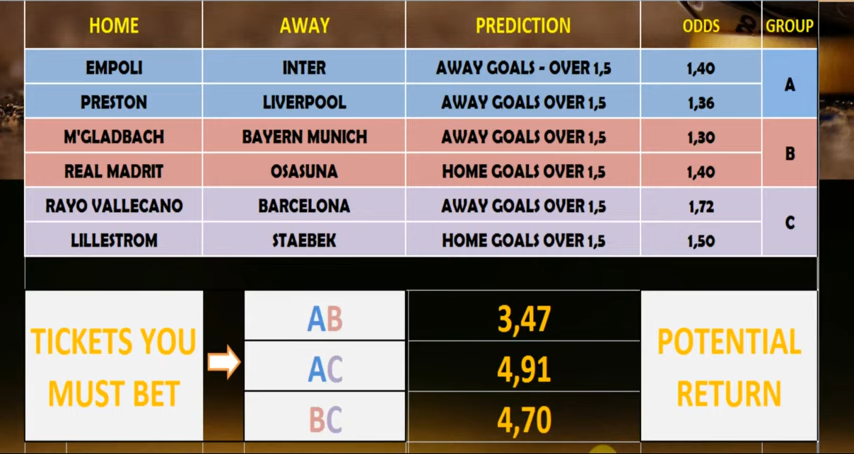 HOME AWAY PREDICTION ODDS GROUP
EMPOLI INTER AWAY GOALS - OVER 1,5 1,40
A
PRESTON LIVERPOOL AWAY GOALS OVER 1,5 1,36
M'GLADBACH BAYERN MUNICH AWAY GOALS OVER 1,5 1,30
B
REAL MADRIT OSASUNA HOME GOALS OVER 1,5 1,40
RAYO VALLECANO BARCELONA AWAY GOALS OVER 1,5 1,72
C
LILLESTROM STAEBEK HOME GOALS OVER 1,5 1,50
TICKETS YOU
MUST BET
AB 3,47
AC 4,91
BC 4,70
POTENTIAL
RETURN